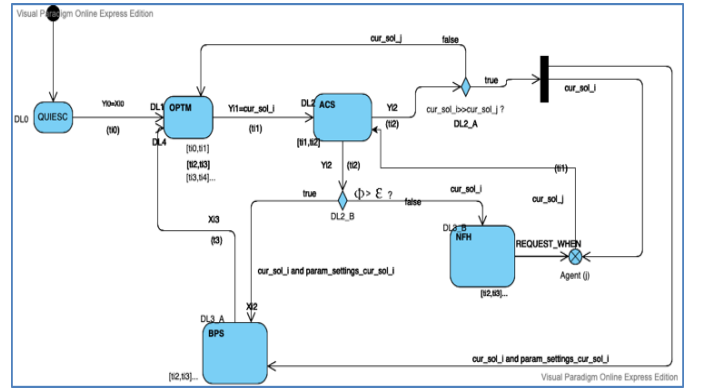 Visual Paradigm Online Express Edition
cur_sol_j
false
true
cur_sol_i
DL0
QUIESC
Yi0=Xi0
(ti0)
DL1
OPTM
DL4
[ti0,ti1]
[ti2,ti3]
[ti3,ti4]...
Yi1=cur_sol_i
(ti1)
DL2
ACS
[ti1,ti2]
Yi2
(ti2)
cur_sol_i>>cur_sol_j ?
DL2_A
Yi2
(ti2)
(ti1)
true
Φ> Ɛ ?
false
DL2_B
cur_sol_i
cur_sol_j
Xi3
(t3)
DL3_B
NFH
REQUEST_WHEN
Agent (j)
[ti2,ti3]...
cur_sol_i and param_settings_cur_sol_i
Xi2
DL3_A
BPS
[ti2,ti3]...
cur_sol_i and param_settings_cur_sol_i
Visual Paradigm Online Express Edition